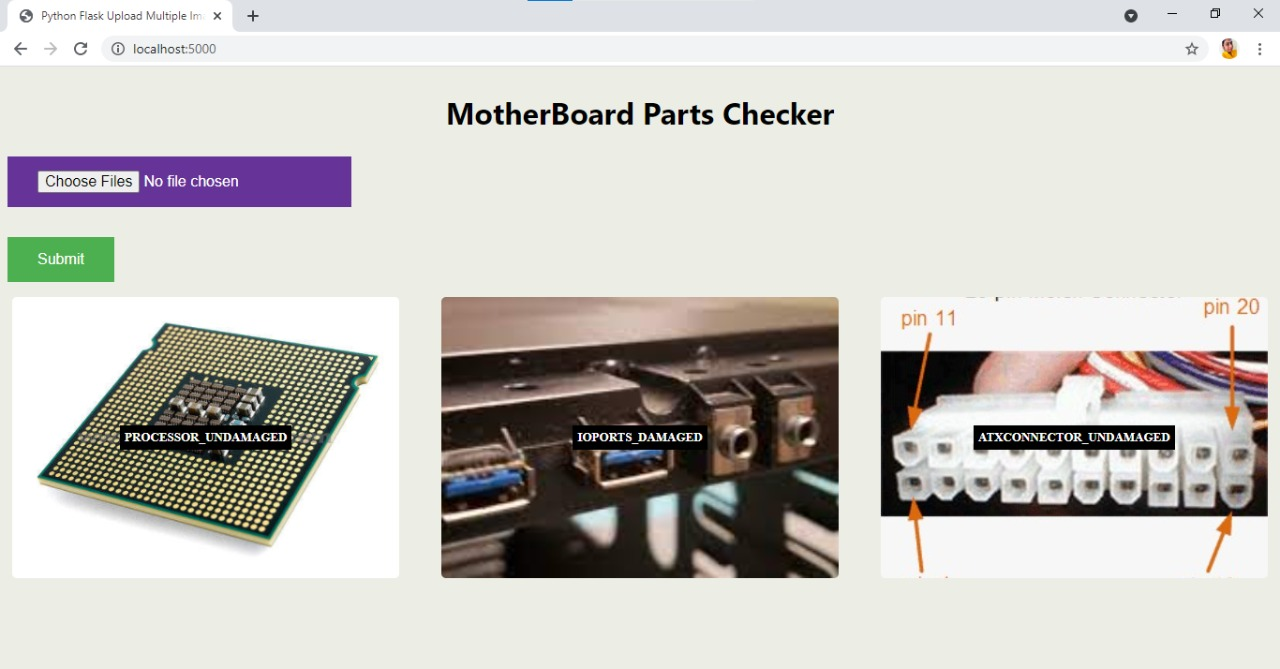 Python Flask Upload Multiple Im
localhost:5000
MotherBoard Parts Checker
Choose Files No file chosen
Submit
pin 11
pin 20
PROCESSOR_UNDAMAGED
IOPORTS_DAMAGED
ATXCONNECTOR_UNDAMAGED